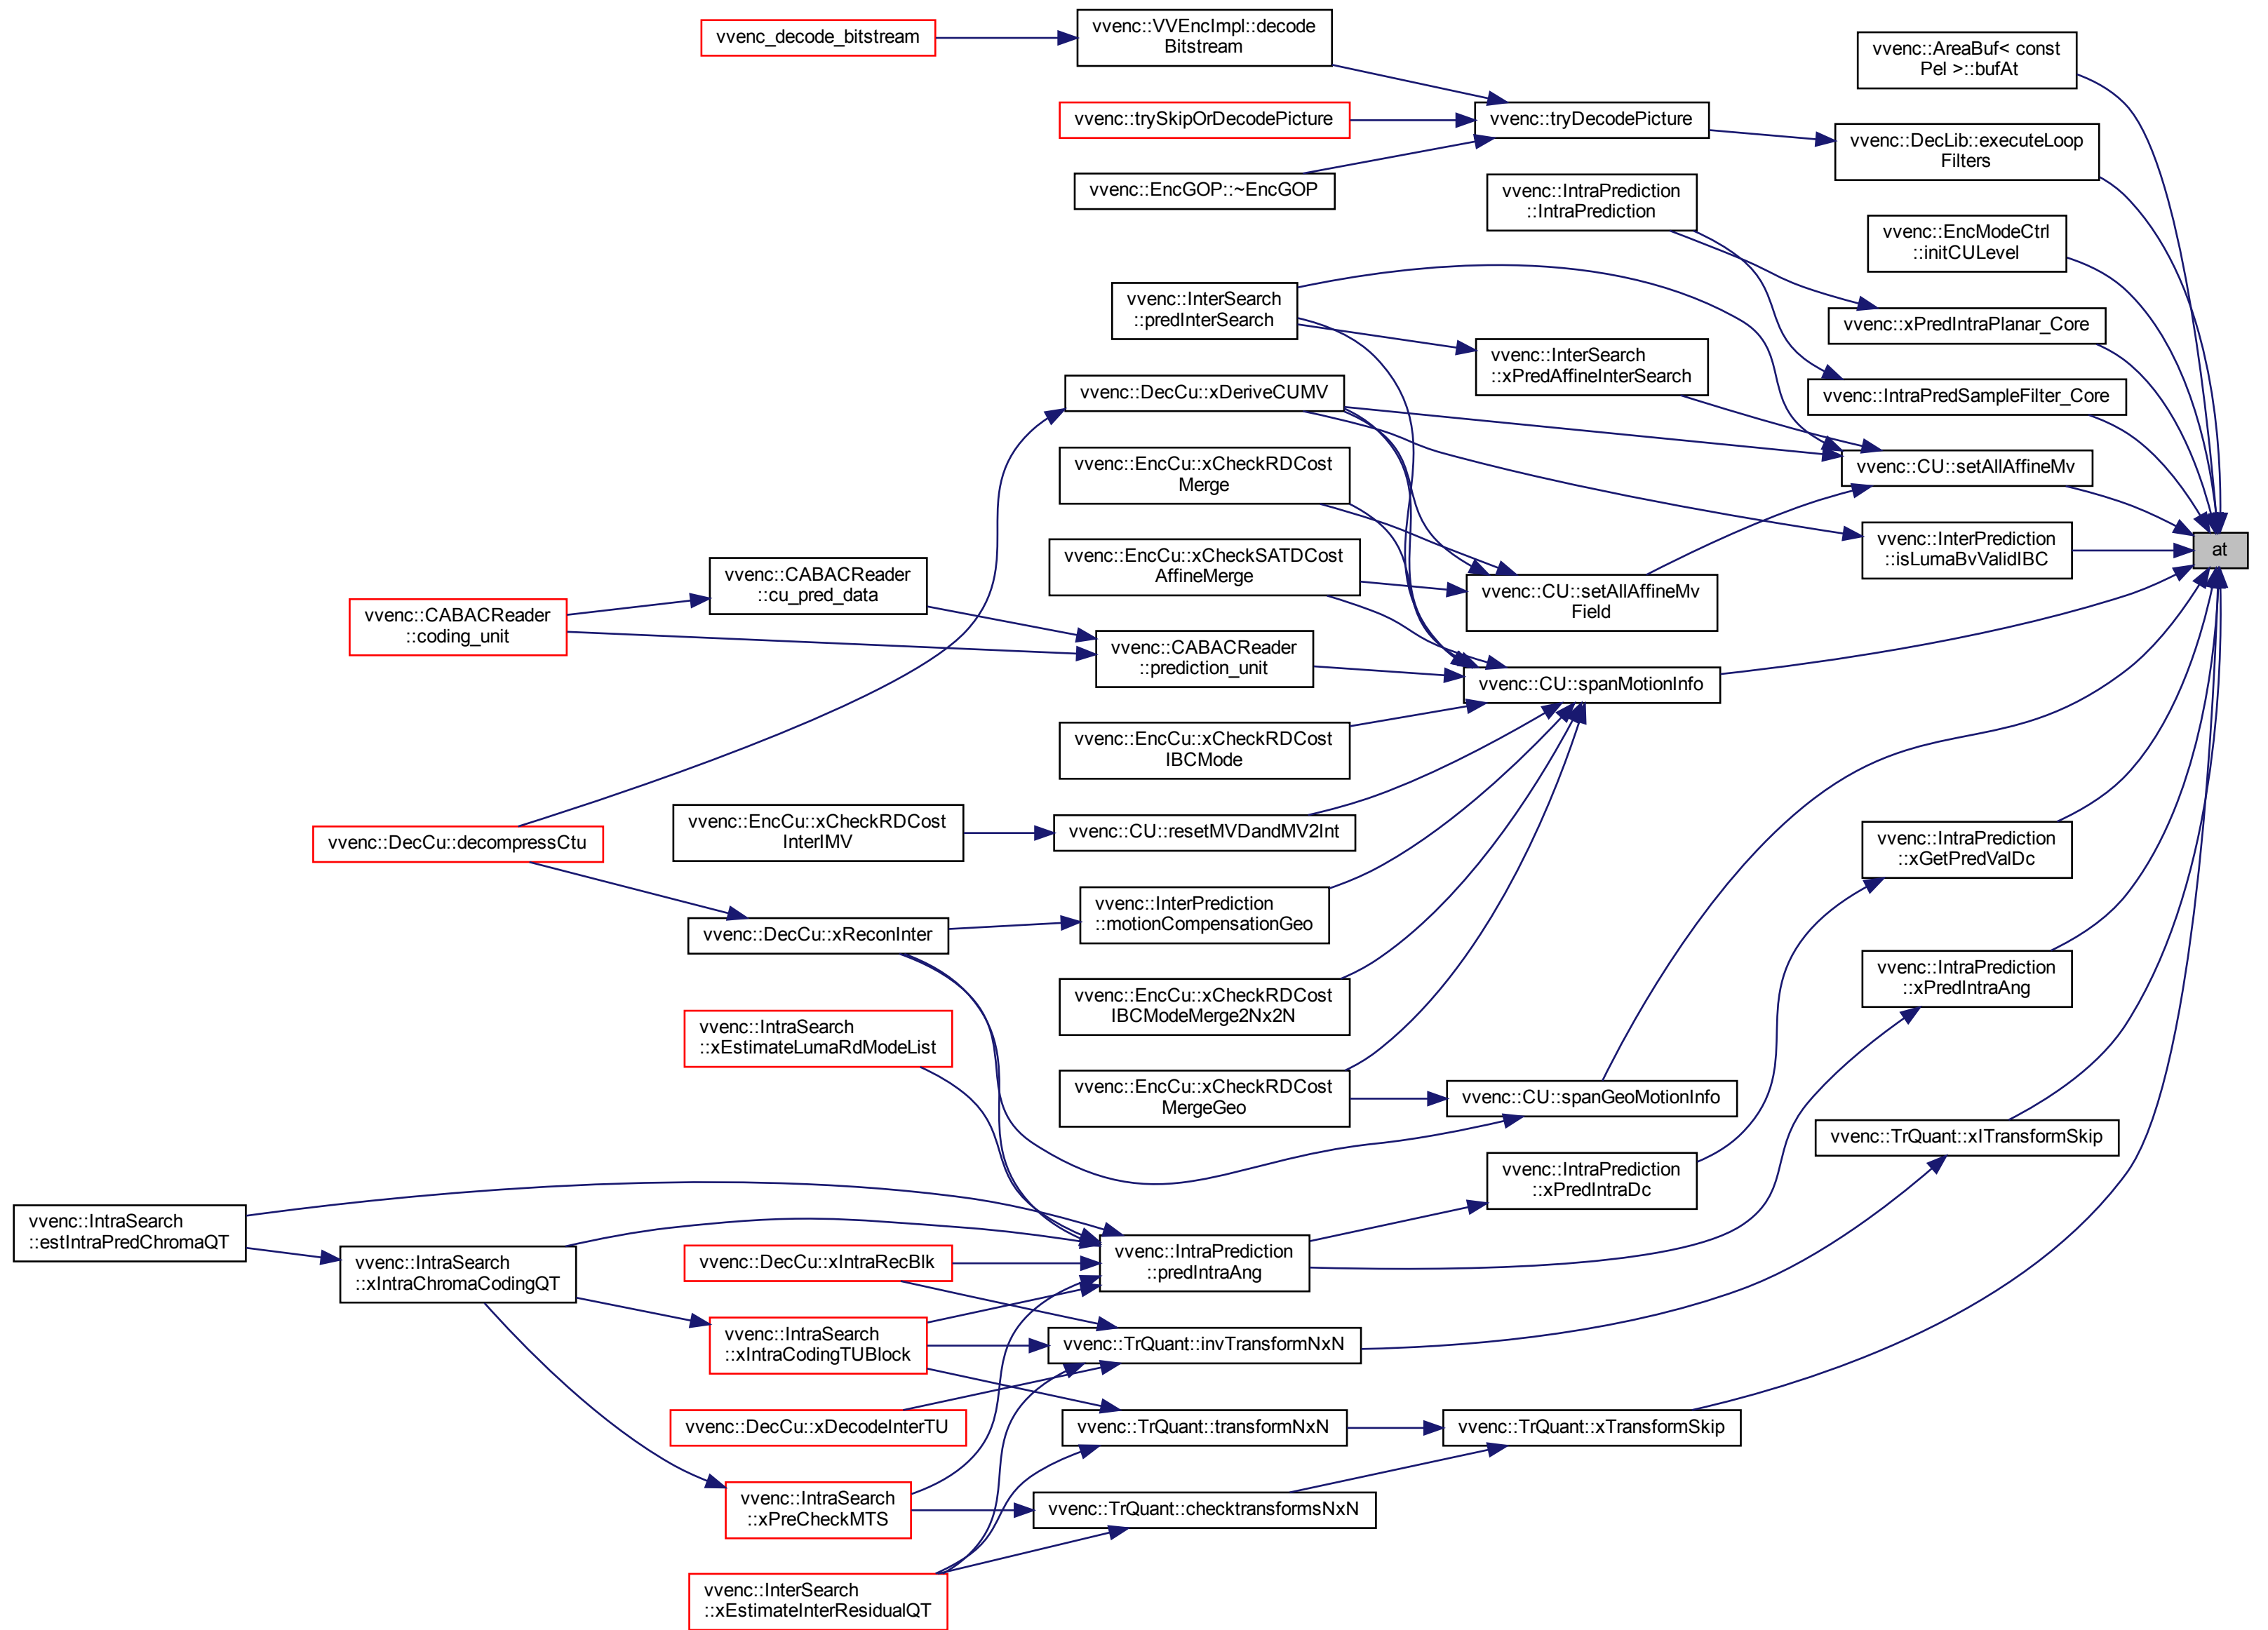 vvenc_decode_bitstream
vvenc::VVEncImpl::decode
Bitstream
vvenc::AreaBuf< const
Pel >::bufAt
vvenc::trySkipOrDecodePicture
vvenc::tryDecodePicture
vvenc::DecLib::executeLoop
Filters
vvenc::EncGOP::~EncGOP
vvenc::IntraPrediction
::IntraPrediction
vvenc::EncModeCtrl
::initCULevel
vvenc::InterSearch
::predInterSearch
vvenc::xPredIntraPlanar_Core
vvenc::InterSearch
::xPredAffineInterSearch
vvenc::DecCu::xDeriveCUMV
vvenc::IntraPredSampleFilter_Core
vvenc::EncCu::xCheckRDCost
Merge
vvenc::CU::setAllAffineMv
vvenc::EncCu::xCheckSATDCost
AffineMerge
vvenc::InterPrediction
::isLumaBvValidIBC
at
vvenc::CABACReader
::cu_pred_data
vvenc::CU::setAllAffineMv
Field
vvenc::CABACReader
::coding_unit
vvenc::CABACReader
::prediction_unit
vvenc::CU::spanMotionInfo
vvenc::EncCu::xCheckRDCost
IBCMode
vvenc::DecCu::decompressCtu
vvenc::EncCu::xCheckRDCost
InterIMV
vvenc::CU::resetMVDandMV2Int
vvenc::IntraPrediction
::xGetPredValDc
vvenc::DecCu::xReconInter
vvenc::InterPrediction
::motionCompensationGeo
vvenc::IntraPrediction
::xPredIntraAng
vvenc::EncCu::xCheckRDCost
IBCModeMerge2Nx2N
vvenc::IntraSearch
::xEstimateLumaRdModeList
vvenc::EncCu::xCheckRDCost
MergeGeo
vvenc::CU::spanGeoMotionInfo
vvenc::TrQuant::xITransformSkip
vvenc::IntraPrediction
::xPredIntraDc
vvenc::IntraSearch
::estIntraPredChromaQT
vvenc::IntraSearch
::xIntraChromaCodingQT
vvenc::DecCu::xIntraRecBlk
vvenc::IntraPrediction
::predIntraAng
vvenc::IntraSearch
::xIntraCodingTUBlock
vvenc::TrQuant::invTransformNxN
vvenc::DecCu::xDecodeInterTU
vvenc::TrQuant::transformNxN
vvenc::TrQuant::xTransformSkip
vvenc::IntraSearch
::xPreCheckMTS
vvenc::TrQuant::checktransformsNxN
vvenc::InterSearch
::xEstimateInterResidualQT